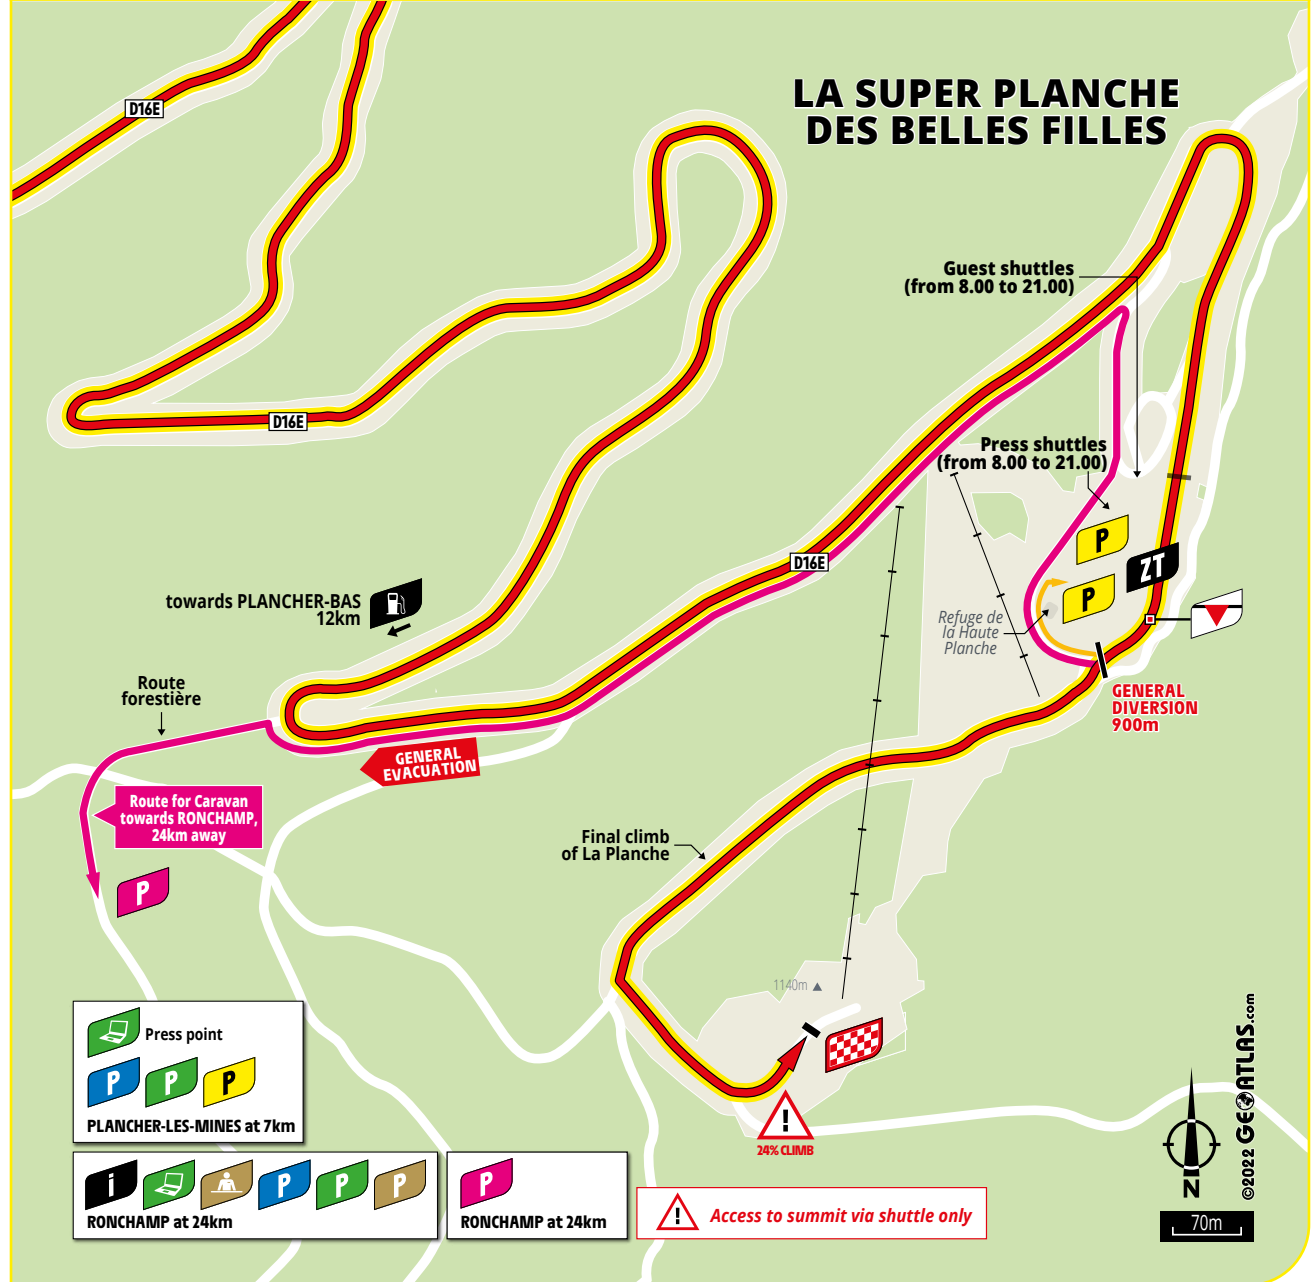 LA SUPER PLANCHE
DES BELLES FILLES
D16E
Guest shuttles
(from 8.00 to 21.00)
D16E
Press shuttles
(from 8.00 to 21.00)
P
D16E
ZT
P
towards PLANCHER-BAS
12km
Refuge de
la Haute
Planche
Route
forestière
GENERAL
DIVERSION
900m
GENERAL
EVACUATION
Route for Caravan
towards RONCHAMP,
24km away
Final climb
of La Planche
P
1140m
!
24% CLIMB
Press point
P P P
PLANCHER-LES-MINES at 7km
i P P P
RONCHAMP at 24km
P
RONCHAMP at 24km
! Access to summit via shuttle only
N
70m
©2022 GEOATLAS.com